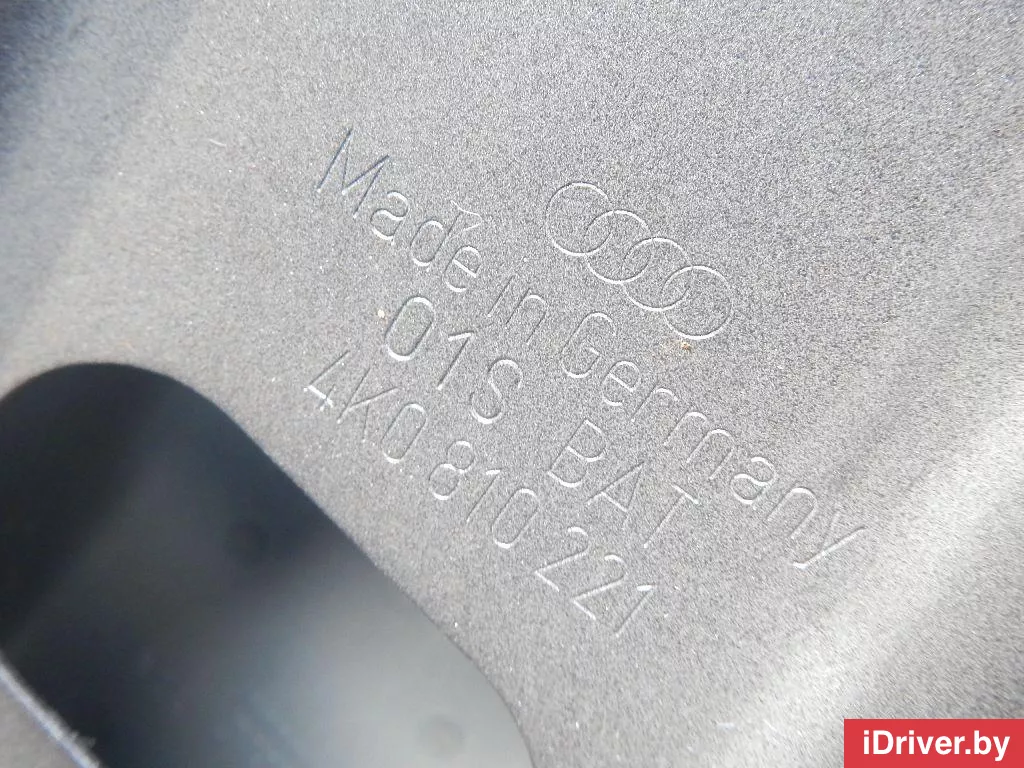 Made in Germany
01S BAT
4K0.810.221
iDriver.by